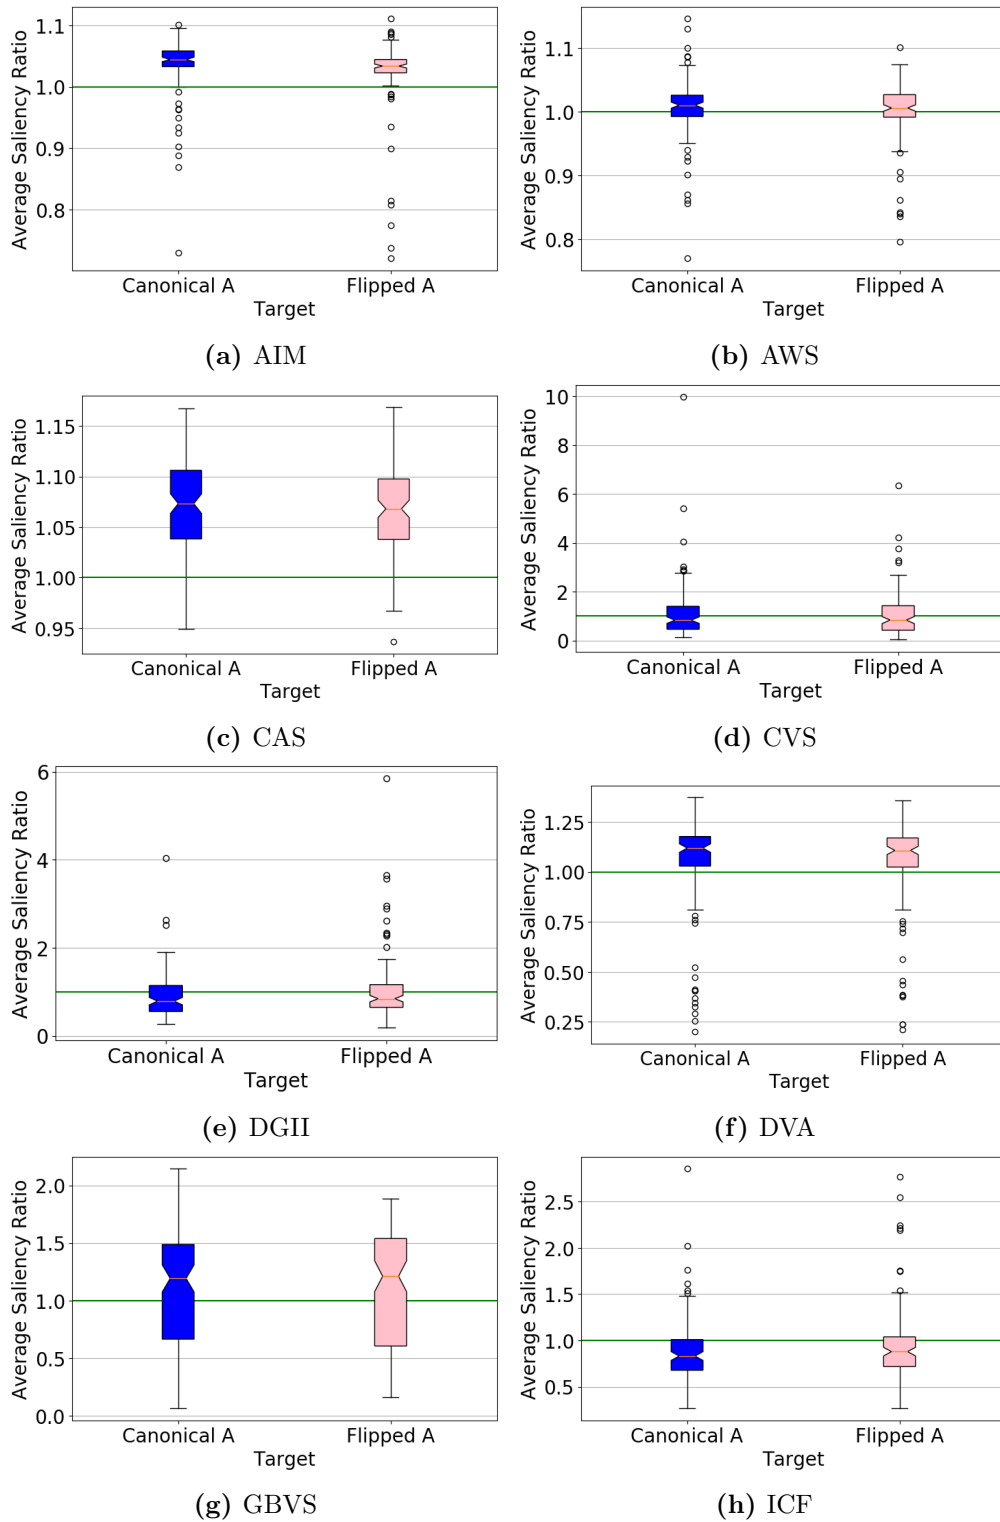 Average Saliency Ratio
1.1
1.0
0.9
0.8
Canonical A Flipped A
Target
(a) AIM
Average Saliency Ratio
1.1
1.0
0.9
0.8
Canonical A Flipped A
Target
(b) AWS
Average Saliency Ratio
1.15
1.10
1.05
1.00
0.95
Canonical A Flipped A
Target
(c) CAS
Average Saliency Ratio
10
8
6
4
2
0
Canonical A Flipped A
Target
(d) CVS
Average Saliency Ratio
6
4
2
0
Canonical A Flipped A
Target
(e) DGII
Average Saliency Ratio
1.25
1.00
0.75
0.50
0.25
Canonical A Flipped A
Target
(f) DVA
Average Saliency Ratio
2.0
1.5
1.0
0.5
0.0
Canonical A Flipped A
Target
(g) GBVS
Average Saliency Ratio
2.5
2.0
1.5
1.0
0.5
Canonical A Flipped A
Target
(h) ICF